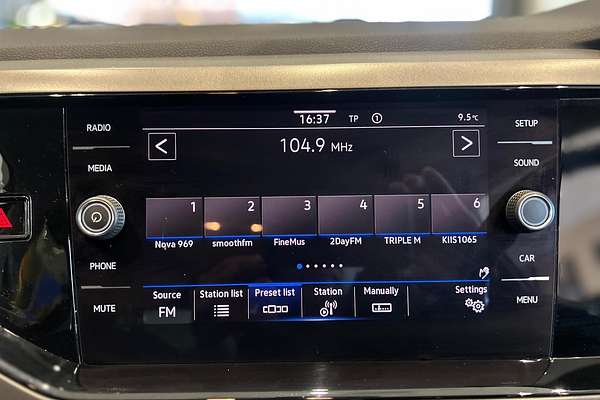 RADIO
MEDIA
PHONE
MUTE
16:37 TP 1 9.5°C
< 104.9 MHz >
1 2 3 4 5 6
Nova 969 smoothfm FineMus 2DayFM TRIPLE M KIIS1065
Source Station list Preset list Station Manually Settings
FM
SETUP
SOUND
CAR
MENU